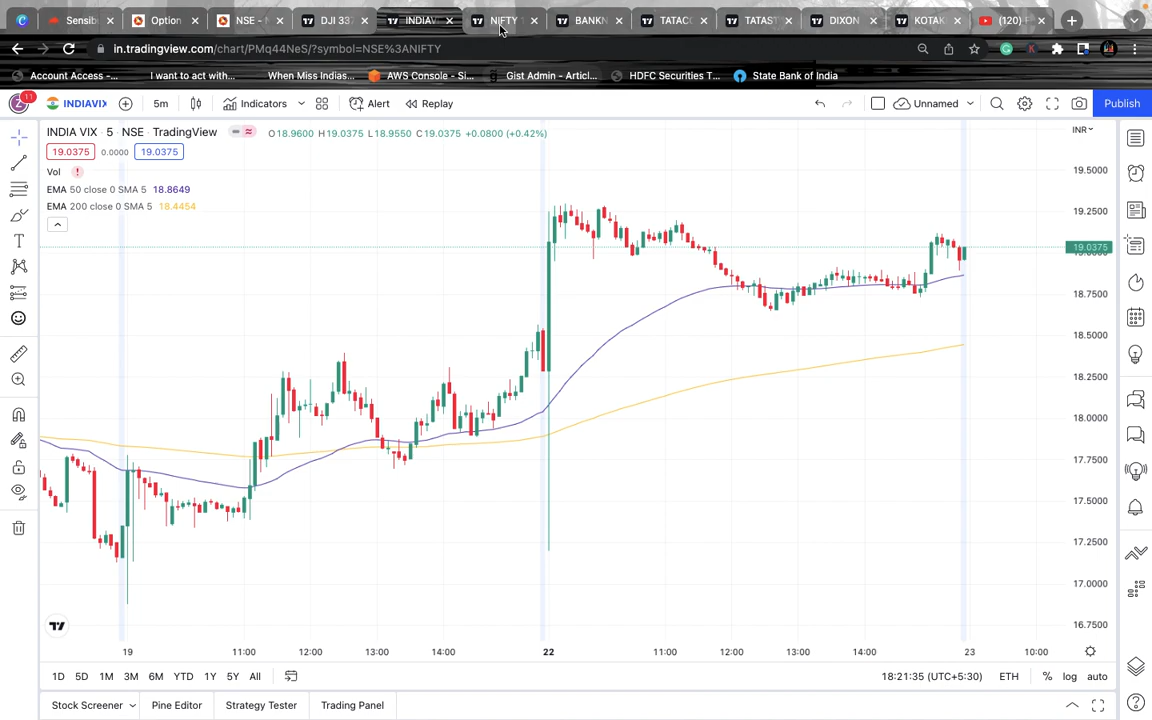 Sensib
Option
NSE -
DJI 33
INDIAV
NIFTY
BANKN
TATACO
TATAST
DIXON
KOTAK
(120) F
in.tradingview.com/chart/PMq44NeS/?symbol=NSE%3ANIFTY
Account Access -...
I want to act with...
When Miss Indias...
AWS Console - Si...
Gist Admin - Articl...
HDFC Securities T...
State Bank of India
11
INDIAVIX
5m
Indicators
Alert
Replay
Unnamed
Publish
INDIA VIX · 5 · NSE · TradingView
O18.9600 H19.0375 L18.9550 C19.0375 +0.0800 (+0.42%)
INR
19.0375
0.0000
19.0375
Vol
EMA 50 close 0 SMA 5 18.8649
EMA 200 close 0 SMA 5 18.4454
19.5000
19.2500
19.0375
18.7500
18.5000
18.2500
18.0000
17.7500
17.5000
17.2500
17.0000
16.7500
19
11:00
12:00
13:00
14:00
22
11:00
12:00
13:00
14:00
23
10:00
1D
5D
1M
3M
6M
YTD
1Y
5Y
All
18:21:35 (UTC+5:30)
ETH
%
log
auto
Stock Screener
Pine Editor
Strategy Tester
Trading Panel